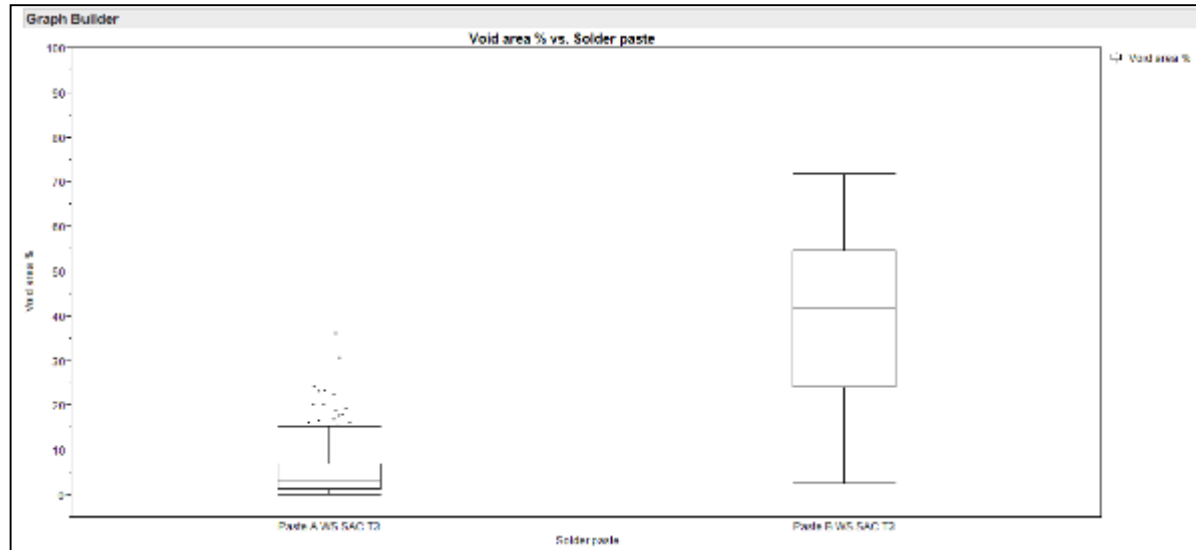 Graph Builder
Void area % vs. Solder paste
Void area %
100
90
80
70
60
50
40
30
20
10
0
Void area %
Paste A WS SAC T3
Paste B WS SAC T3
Solder paste